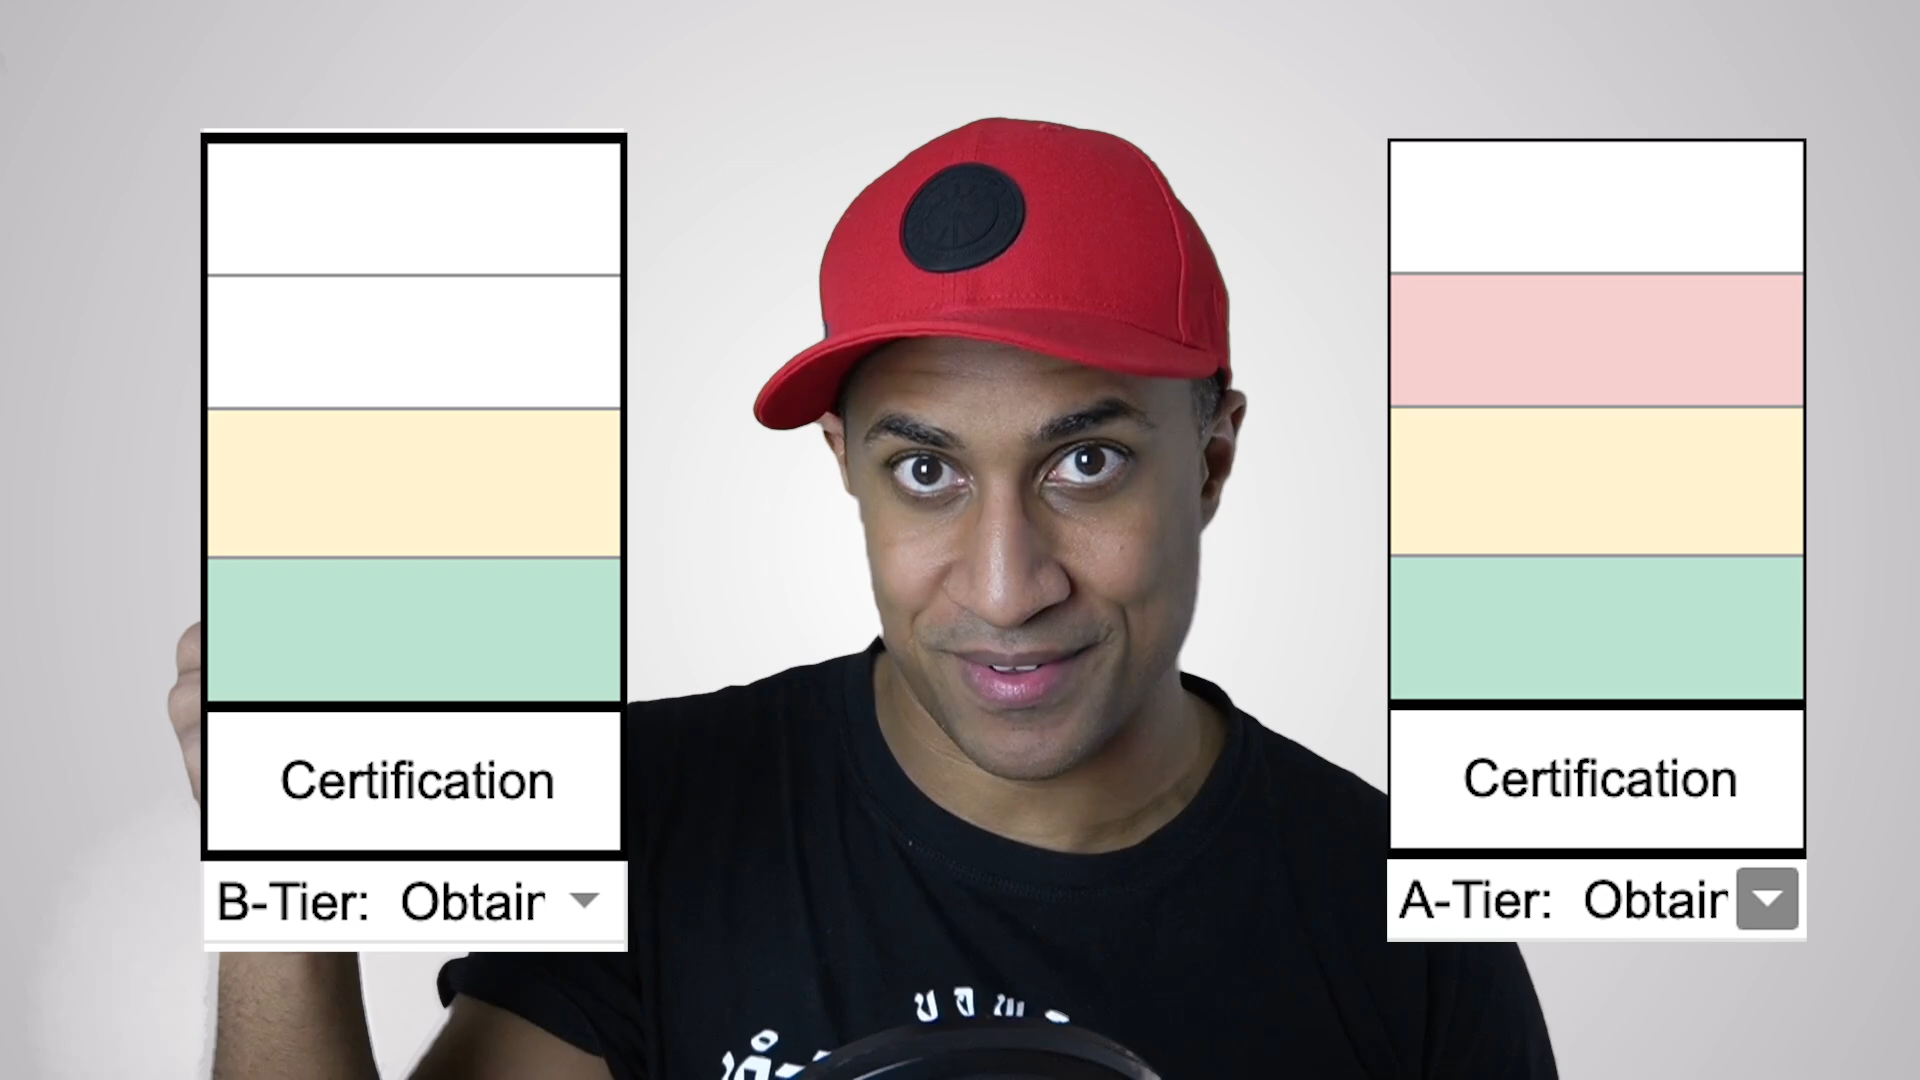 Certification
B-Tier: Obtair
Certification
A-Tier: Obtair